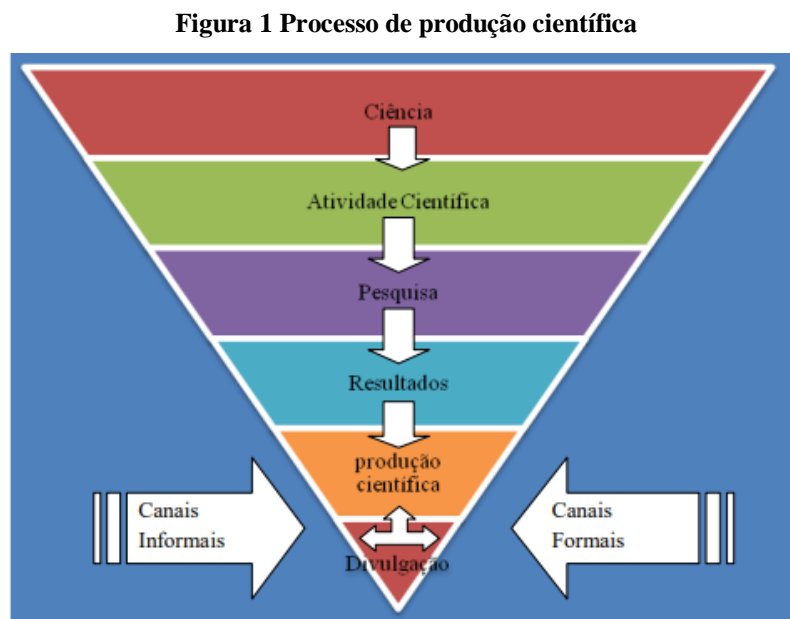 Figura 1 Processo de produção científica
Ciência
Atividade Científica
Pesquisa
Resultados
produção
científica
Canais
Informais
Canais
Formais
Divulgação